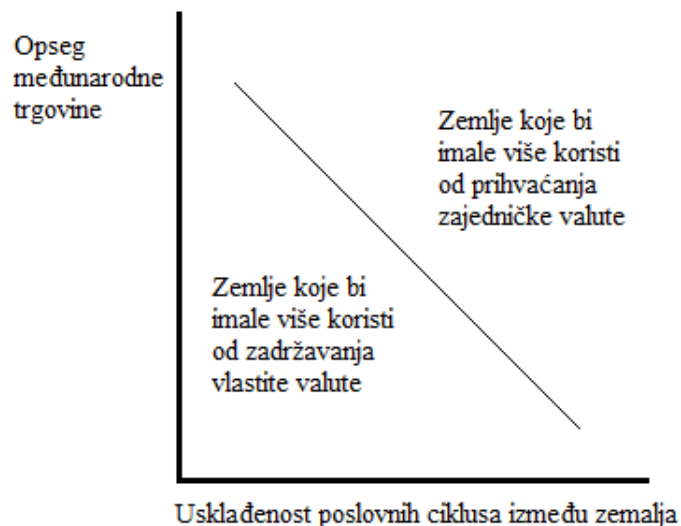 Opseg
međunarodne
trgovine
Zemlje koje bi
imale više koristi
od prihvaćanja
zajedničke valute
Zemlje koje bi
imale više koristi
od zadržavanja
vlastite valute
Usklađenost poslovnih ciklusa između zemalja